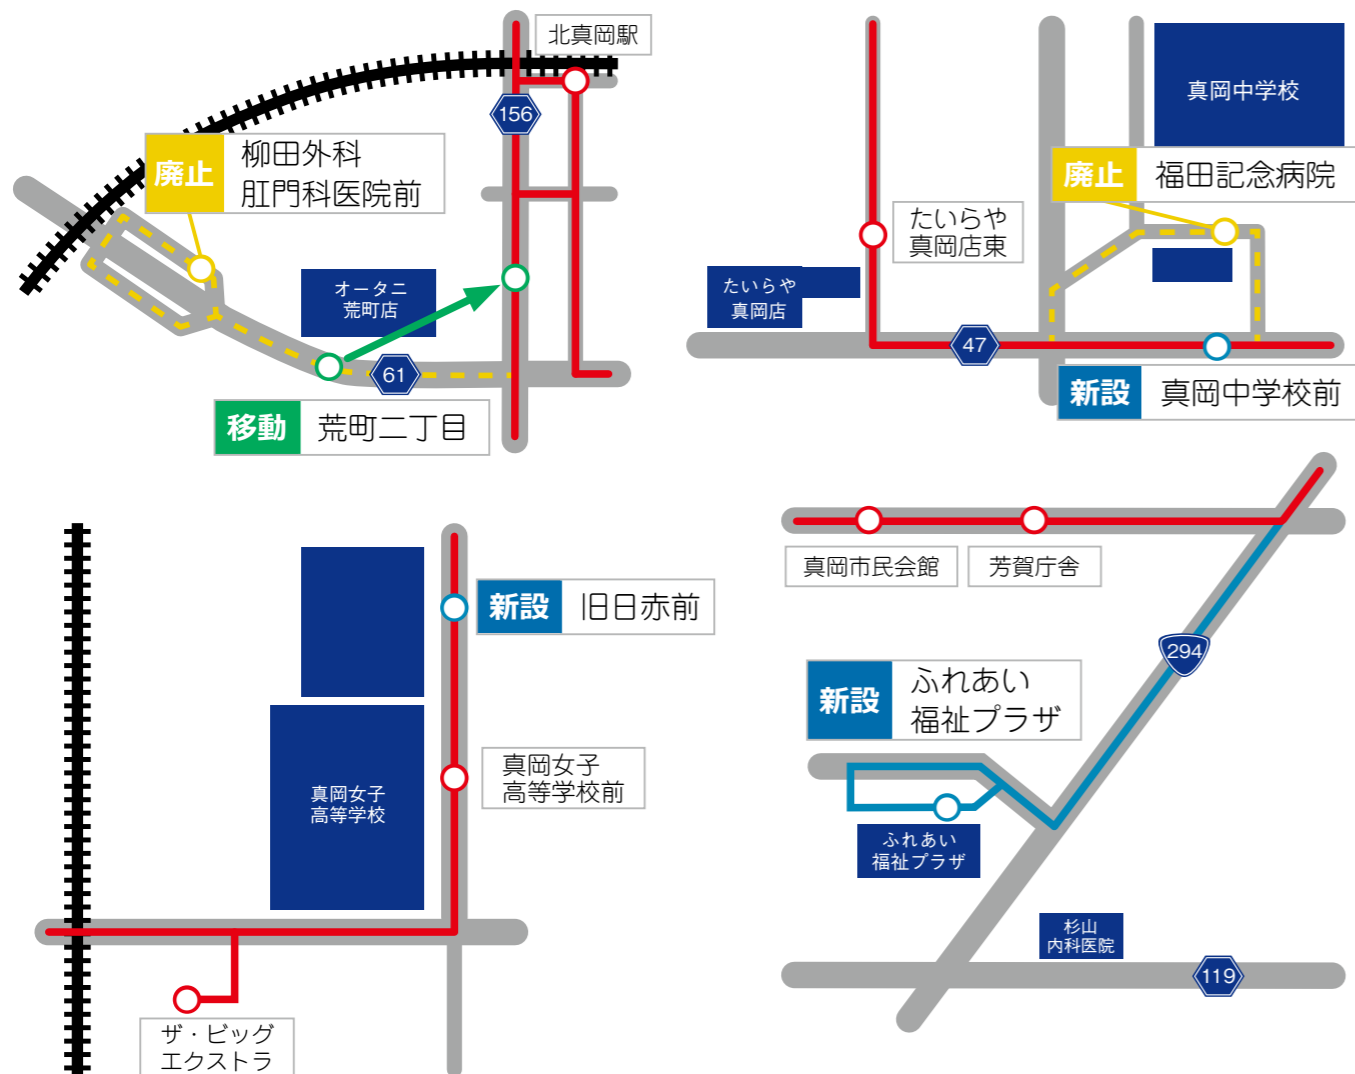 北真岡駅
156
廃止
柳田外科
肛門科医院前
オータニ
荒町店
61
移動
荒町二丁目
真岡中学校
廃止
福田記念病院
たいらや
真岡店東
たいらや
真岡店
47
新設
真岡中学校前
新設
旧日赤前
真岡女子
高等学校前
真岡女子
高等学校
ザ・ビッグ
エクストラ
真岡市民会館
芳賀庁舎
294
新設
ふれあい
福祉プラザ
ふれあい
福祉プラザ
杉山
内科医院
119